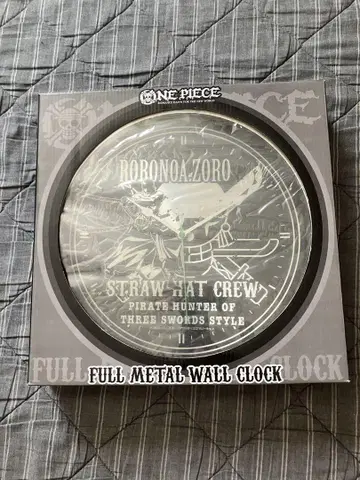 ONE PIECE
RORONOA.ZORO
STRAW HAT CREW
PIRATE HUNTER OF
THREE SWORDS STYLE
FULL METAL WALL CLOCK